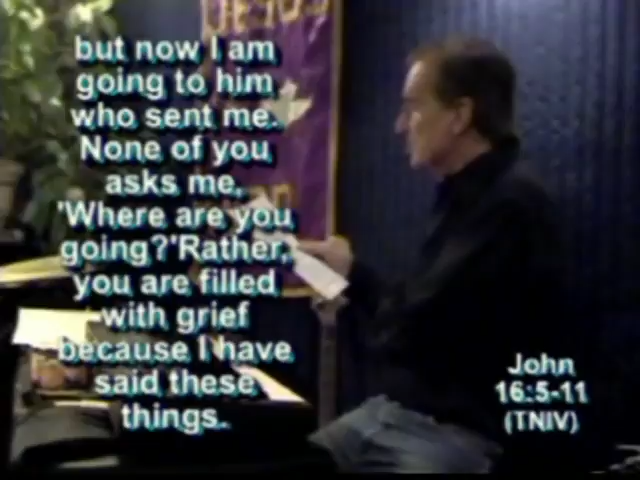 JESUS
but now I am
going to him
who sent me.
None of you
asks me,
'Where are you
going?'Rather,
you are filled
with grief
because I have
said these
things.
John
16:5-11
(TNIV)